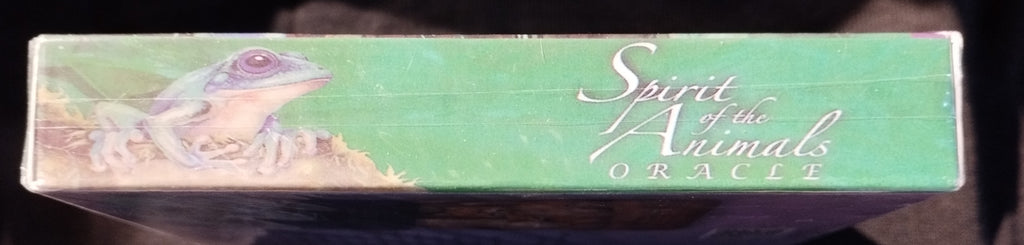 Spirit
of the
Animals
ORACLE